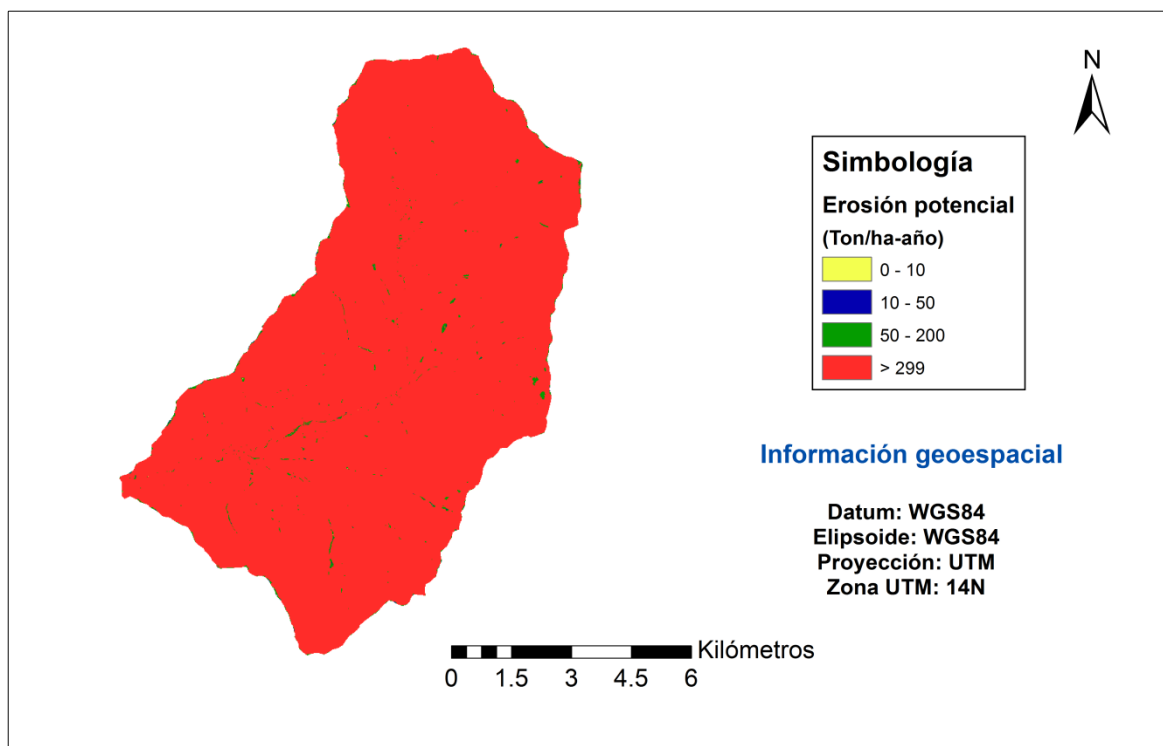 N
Simbología
Erosión potencial
(Ton/ha-año)
0 - 10
10 - 50
50 - 200
> 299
Información geoespacial
Datum: WGS84
Elipsoide: WGS84
Proyección: UTM
Zona UTM: 14N
Kilómetros
0 1.5 3 4.5 6